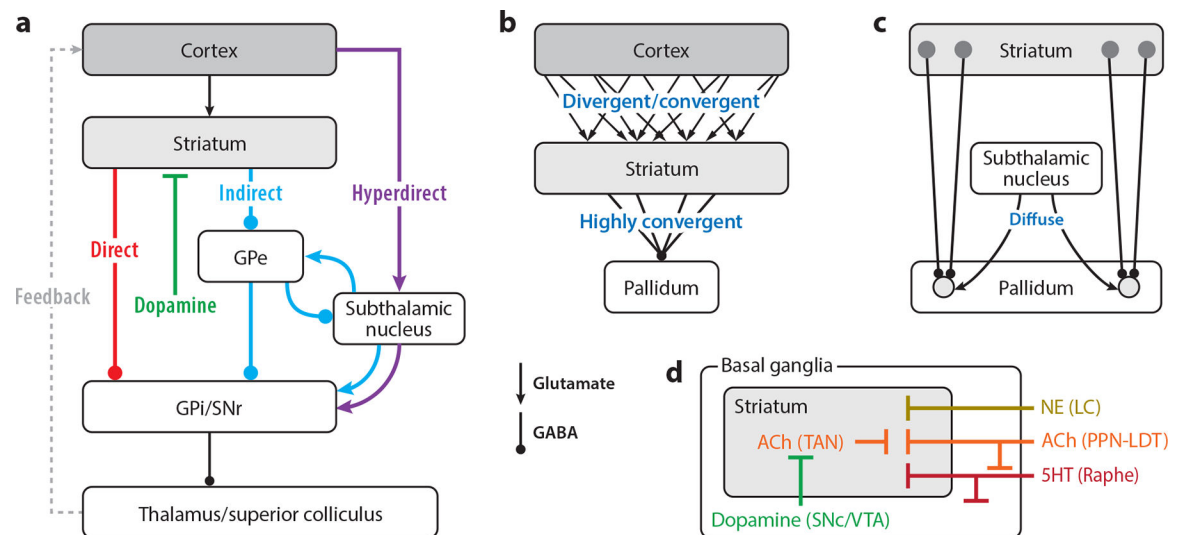 a
Cortex
Striatum
Indirect
Hyperdirect
Direct
GPe
Feedback
Dopamine
Subthalamic
nucleus
GPi/SNr
Thalamus/superior colliculus
b
Cortex
Divergent/convergent
Striatum
Highly convergent
Pallidum
Glutamate
GABA
c
Striatum
Subthalamic
nucleus
Diffuse
Pallidum
d
Basal ganglia
Striatum
NE (LC)
ACh (TAN)
ACh (PPN-LDT)
5HT (Raphe)
Dopamine (SNc/VTA)